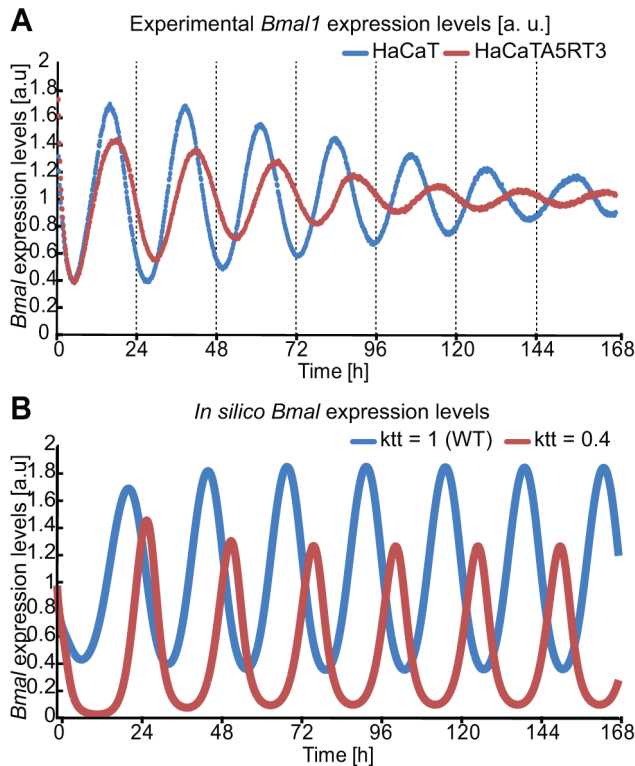 A
Experimental Bmal1 expression levels [a. u.]
HaCaT HaCaTA5RT3
Bmal expression levels [a.u]
2
1.8
1.6
1.4
1.2
1
0.8
0.6
0.4
0.2
0
0 24 48 72 96 120 144 168
Time [h]
B
In silico Bmal expression levels
ktt = 1 (WT) ktt = 0.4
Bmal expression levels [a.u]
2
1.8
1.6
1.4
1.2
1
0.8
0.6
0.4
0.2
0
0 24 48 72 96 120 144 168
Time [h]